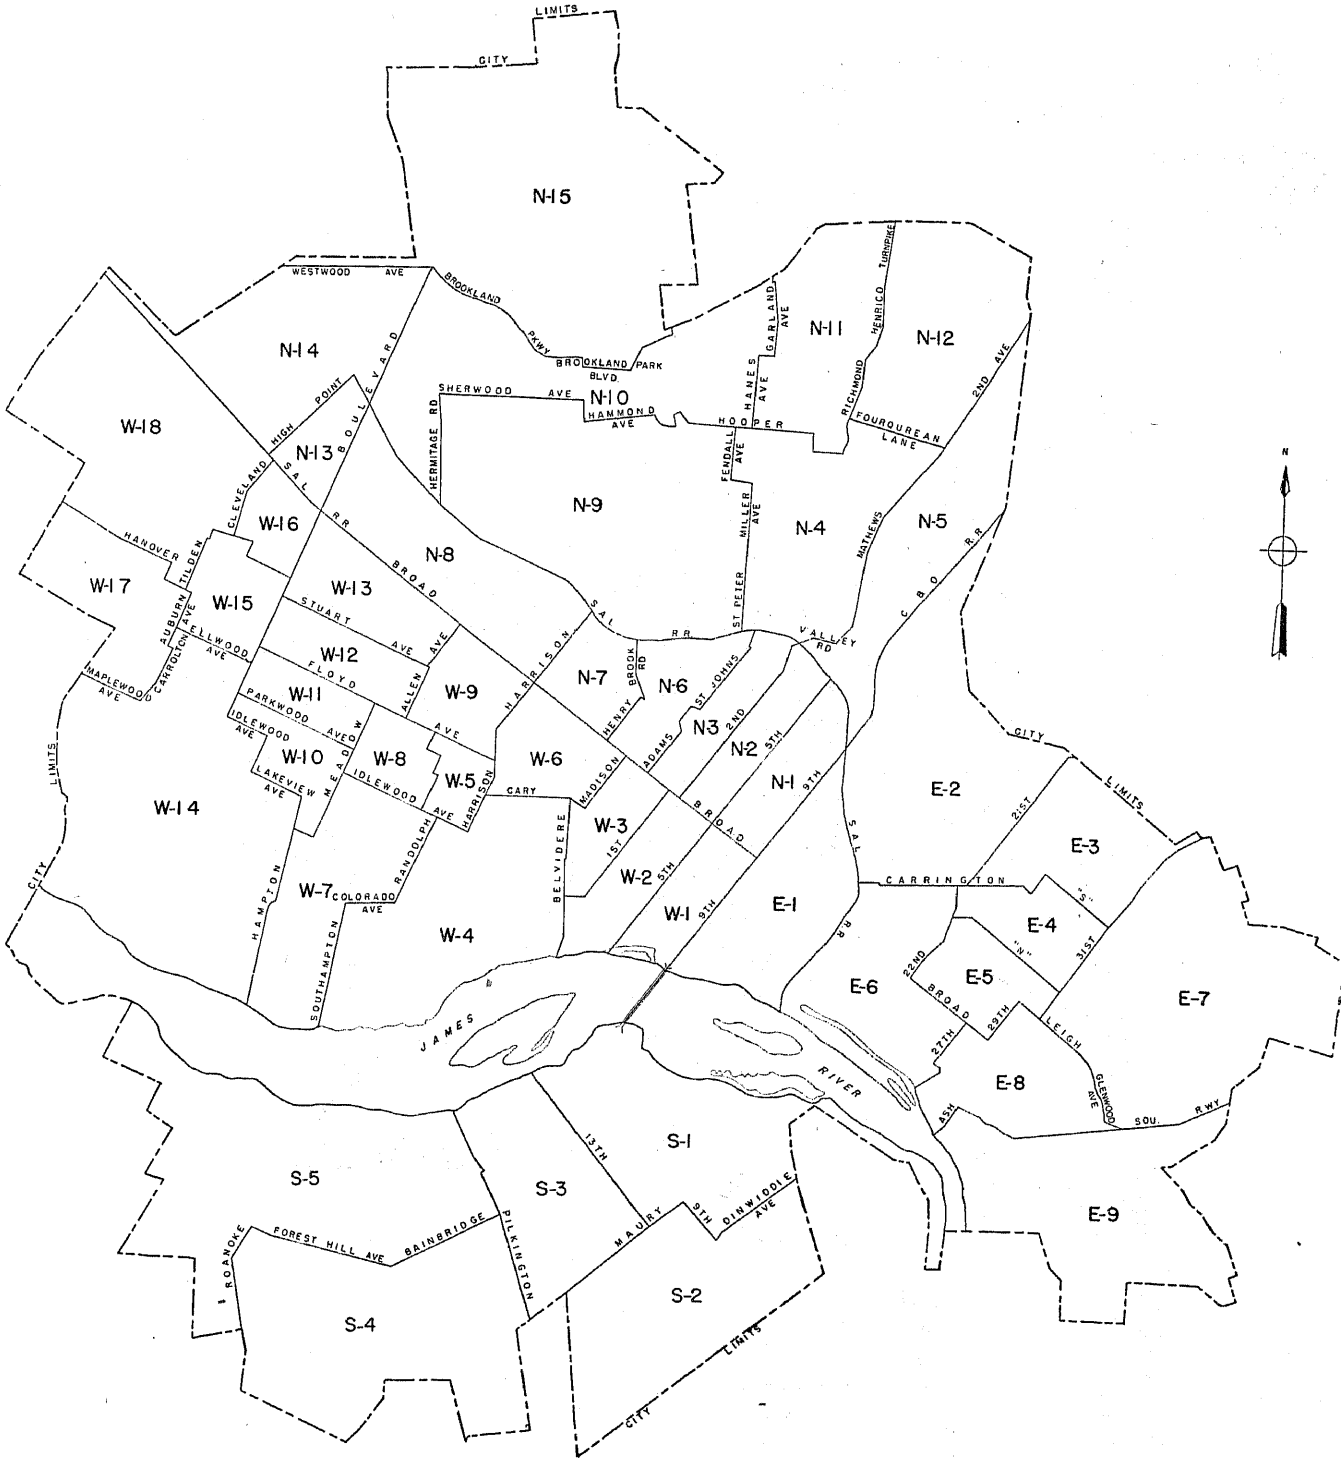 LIMITS
CITY
N-15
WESTWOOD AVE
BROOKLAND
PKWY
BROOKLAND PARK
BLVD.
N-14
BOULEVARD
HIGH POINT
N-13
W-18
SHERWOOD AVE
N-10
HAMMOND
AVE
HERMITAGE RD
HOOPER
HANES
AVE
GARLAND
AVE
N-11
HENRICO TURNPIKE
RICHMOND
N-12
2ND AVE
FOURQUREAN
LANE
FENDALL
AVE
MILLER
AVE
ST PETER
N-9
N-4
MATHEWS
N-5
C & O R.R
N
CLEVELAND
W-16
SAL RR
BROAD
N-8
HANOVER
TILDEN
W-17
AUBURN
AVE
W-15
W-13
STUART AVE
ELLWOOD
AVE
CARROLTON
MAPLEWOOD
AVE
W-12
FLOYD AVE
ALLEN AVE
W-9
HARRISON
SAL RR
VALLEY
RD
N-7
BROOK
RD
HENRY
N-6
ST JOHNS
ADAMS
N-3
2ND
N-2
5TH
N-1
9TH
W-11
PARKWOOD AVE
IDLEWOOD
AVE
W-10
MEADOW
LAKEVIEW
AVE
W-8
IDLEWOOD AVE
W-5
HARRISON
W-6
CARY
MADISON
BROAD
W-3
1ST
BELVIDERE
W-2
5TH
W-1
9TH
E-1
LIMITS
CITY
W-14
HAMPTON
W-7
COLORADO
AVE
RANDOLPH
SOUTHAMPTON
W-4
SAL
RR
E-2
CITY
LIMITS
21ST
E-3
CARRINGTON
"S"
E-4
"N"
31ST
22ND
E-5
BROAD
29TH
E-6
27TH
E-7
LEIGH
E-8
GLENWOOD
AVE
ASH
SOU. RWY
E-9
JAMES
RIVER
S-1
13TH
S-3
S-5
ROANOKE
FOREST HILL AVE
BAINBRIDGE
PILKINGTON
MAURY
9TH
DINWIDDIE
AVE
S-2
S-4
CITY
LIMITS